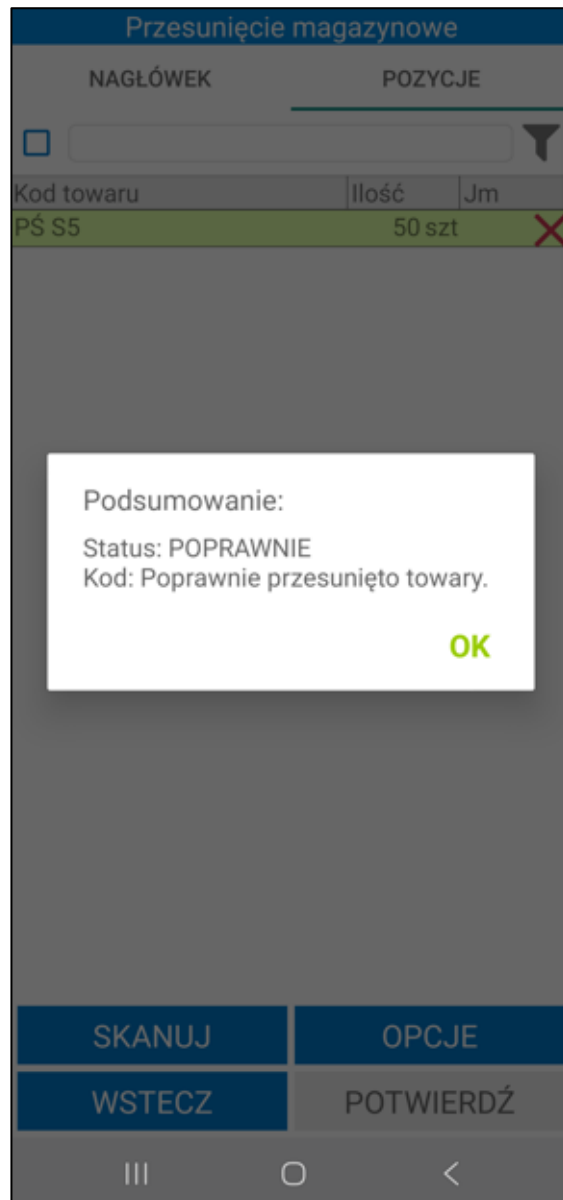 Przesunięcie magazynowe
NAGŁÓWEK POZYCJE
Kod towaru Ilość Jm
PŚ S5 50 szt
Podsumowanie:
Status: POPRAWNIE
Kod: Poprawnie przesunięto towary.
OK
SKANUJ OPCJE
WSTECZ POTWIERDŹ